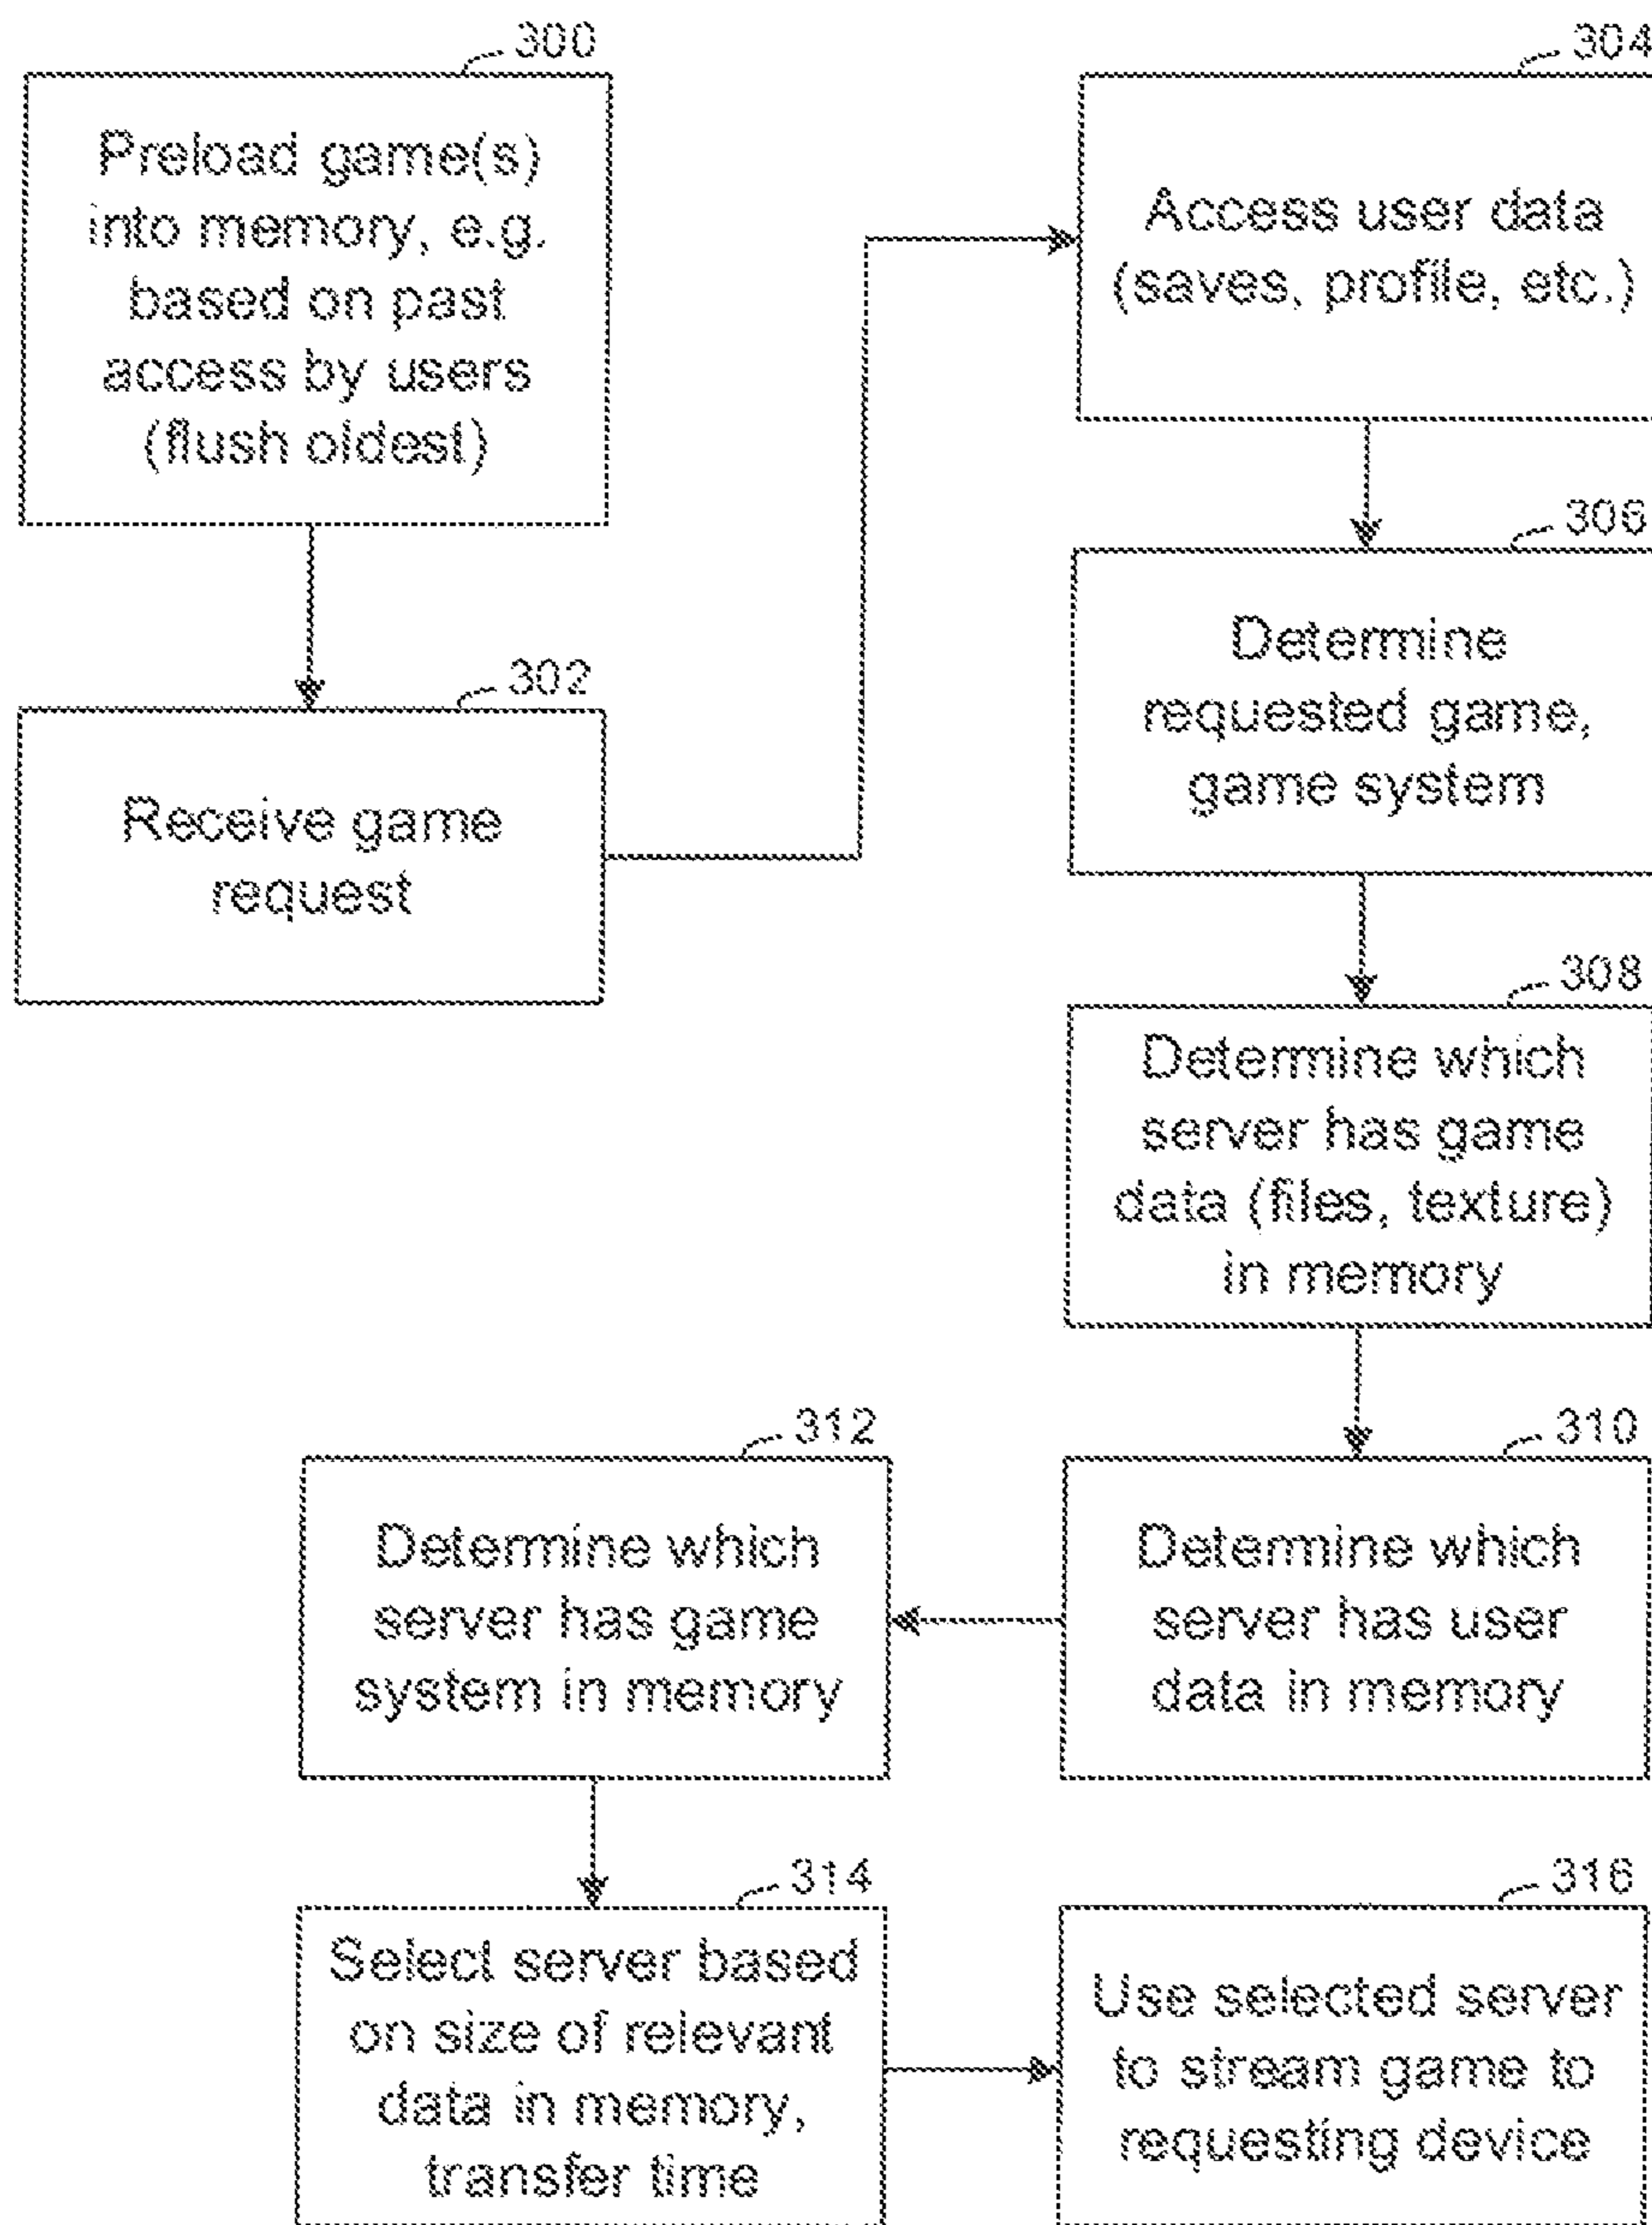 300
Preload game(s)
into memory, e.g.
based on past
access by users
(flush oldest)
302
Receive game
request
304
Access user data
(saves, profile, etc.)
306
Determine
requested game,
game system
308
Determine which
server has game
data (files, texture)
in memory
310
Determine which
server has user
data in memory
312
Determine which
server has game
system in memory
314
Select server based
on size of relevant
data in memory,
transfer time
316
Use selected server
to stream game to
requesting device